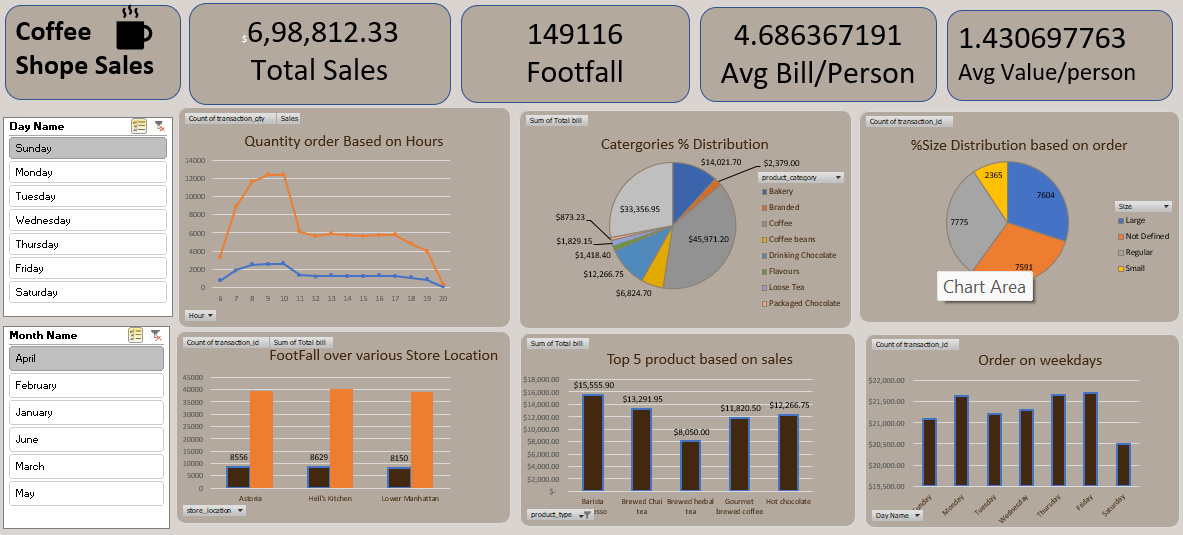 Coffee
Shope Sales
$6,98,812.33
Total Sales
149116
Footfall
4.686367191
Avg Bill/Person
1.430697763
Avg Value/person
Day Name
Sunday
Monday
Tuesday
Wednesday
Thursday
Friday
Saturday
Month Name
April
February
January
June
March
May
Count of transaction_qty Sales
Quantity order Based on Hours
14000
12000
10000
8000
6000
4000
2000
0
6 7 8 9 10 11 12 13 14 15 16 17 18 19 20
Hour
Sum of Total bill
Catergories % Distribution
$14,021.70
$2,379.00
$33,356.95
$873.23
$45,971.20
$1,829.15
$1,418.40
$12,266.75
$6,824.70
product_category
Bakery
Branded
Coffee
Coffee beans
Drinking Chocolate
Flavours
Loose Tea
Packaged Chocolate
Count of transaction_id
%Size Distribution based on order
2365
7604
7775
7591
Chart Area
Size
Large
Not Defined
Regular
Small
Count of transaction_id Sum of Total bill
FootFall over various Store Location
45000
40000
35000
30000
25000
20000
15000
10000
5000
0
8556
8629
8150
Astoria
Hell's Kitchen
Lower Manhattan
store_location
Sum of Total bill
Top 5 product based on sales
$18,000.00
$16,000.00
$14,000.00
$12,000.00
$10,000.00
$8,000.00
$6,000.00
$4,000.00
$2,000.00
$-
$15,555.90
$13,291.95
$8,050.00
$11,820.50
$12,266.75
Barista
Brewed Chai tea
Brewed herbal tea
Gourmet brewed coffee
Hot chocolate
product_type
Count of transaction_id
Order on weekdays
$22,000.00
$21,500.00
$21,000.00
$20,500.00
$20,000.00
$19,500.00
Monday
Tuesday
Wednesday
Thursday
Friday
Saturday
Day Name